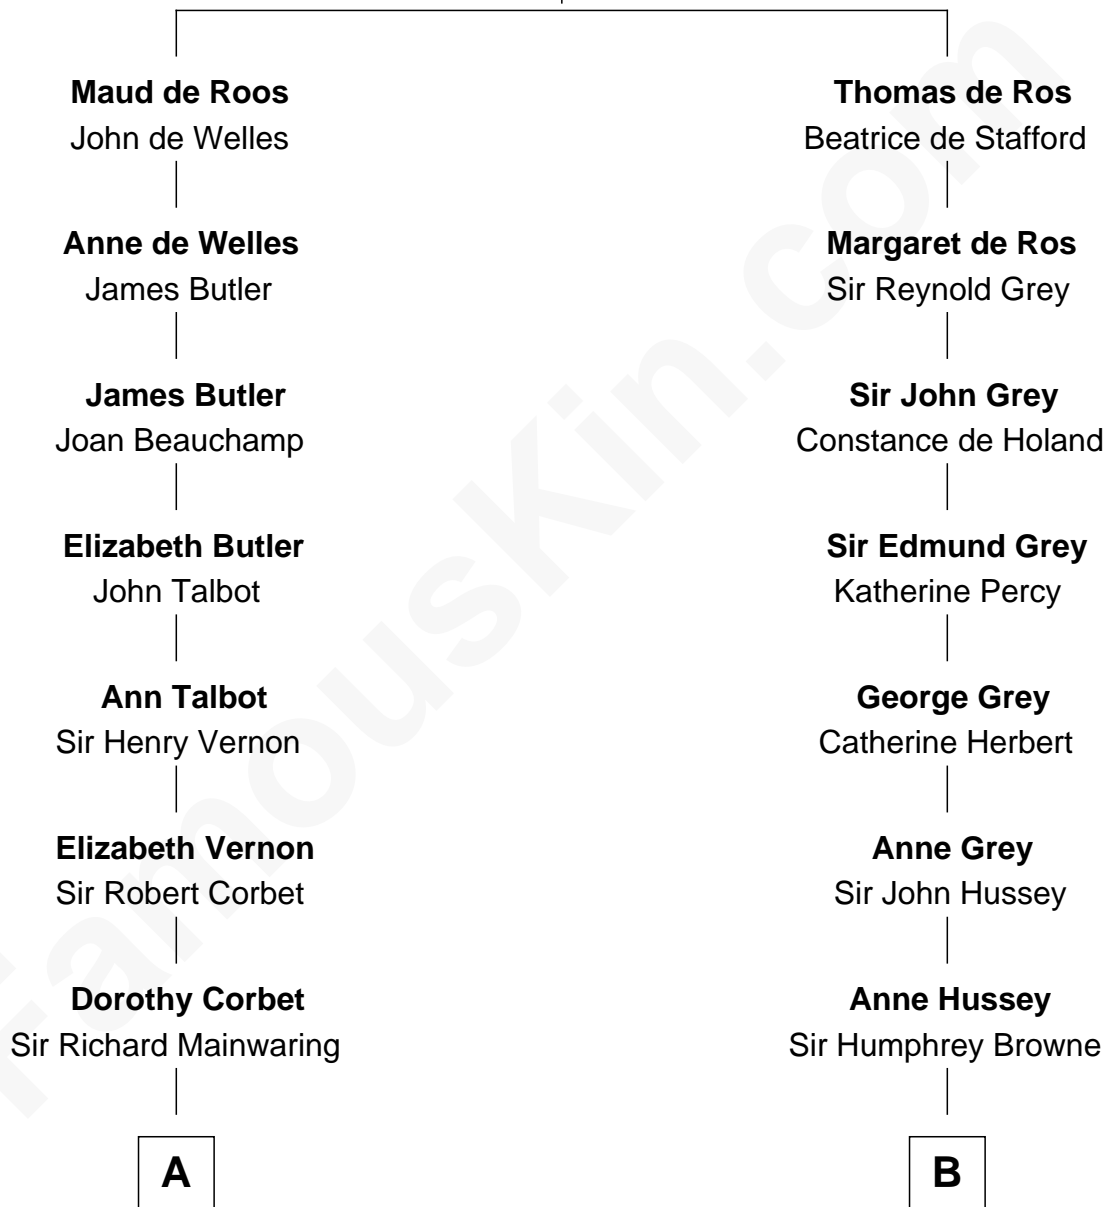 Maud de Roos
John de Welles
Anne de Welles
James Butler
James Butler
Joan Beauchamp
Elizabeth Butler
John Talbot
Ann Talbot
Sir Henry Vernon
Elizabeth Vernon
Sir Robert Corbet
Dorothy Corbet
Sir Richard Mainwaring
A
Thomas de Ros
Beatrice de Stafford
Margaret de Ros
Sir Reynold Grey
Sir John Grey
Constance de Holand
Sir Edmund Grey
Katherine Percy
George Grey
Catherine Herbert
Anne Grey
Sir John Hussey
Anne Hussey
Sir Humphrey Browne
B
FamousKin.com